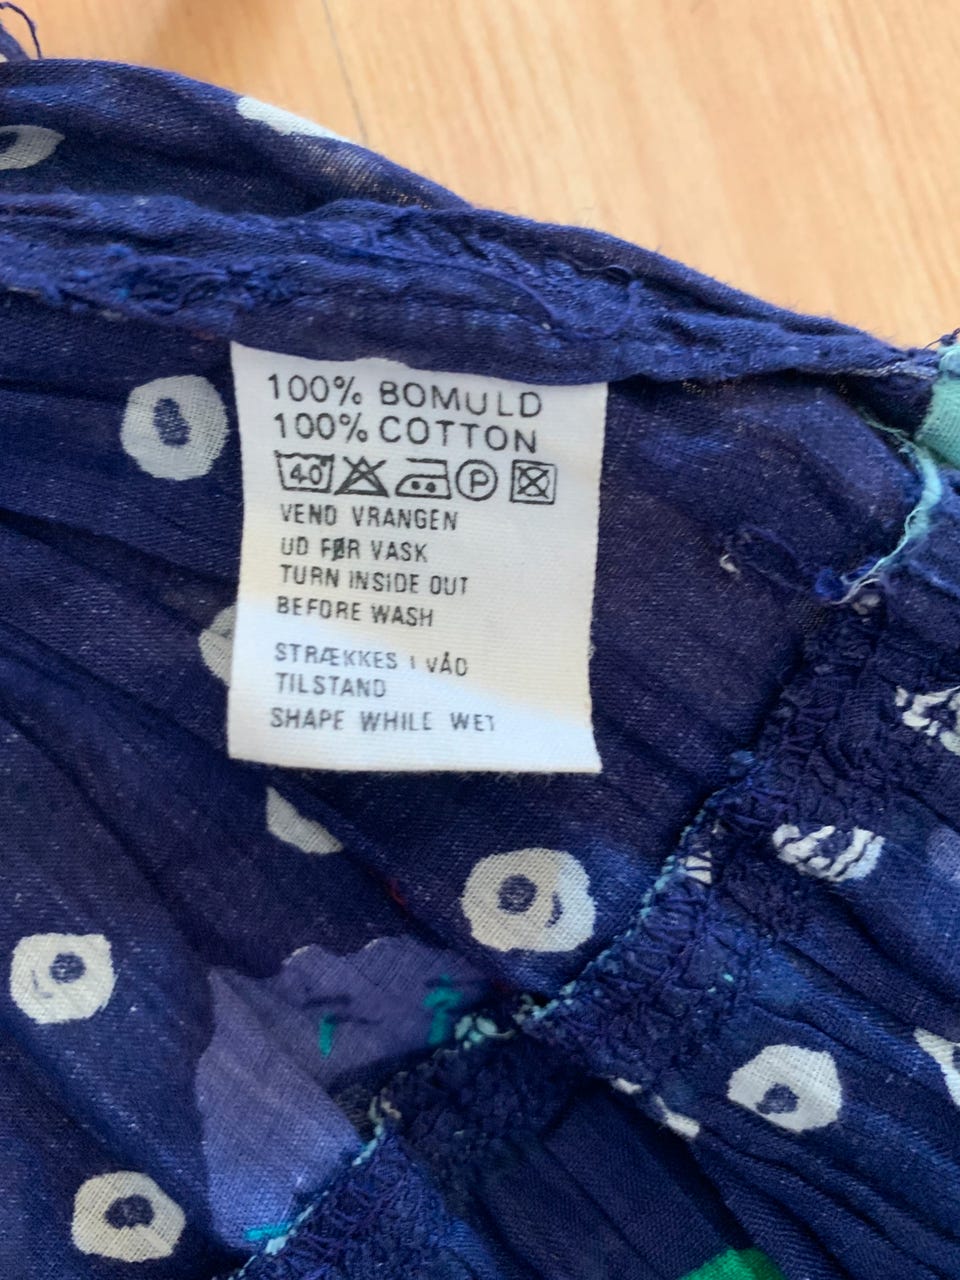 100% BOMULD
100% COTTON
40 P
VEND VRANGEN
UD FØR VASK
TURN INSIDE OUT
BEFORE WASH
STRÆKKES I VÅD
TILSTAND
SHAPE WHILE WET